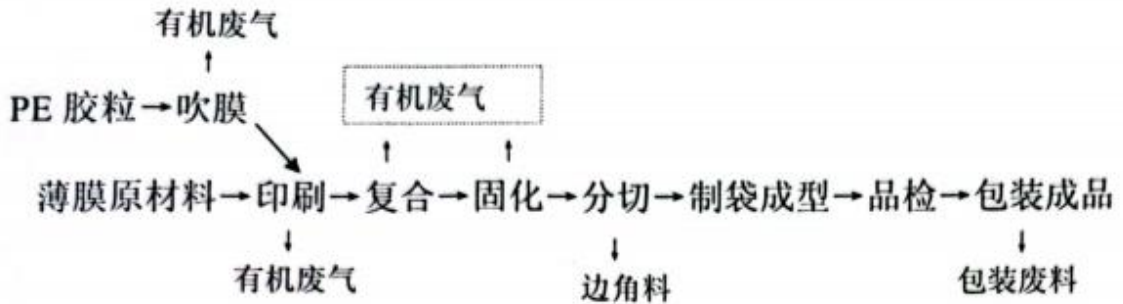 有机废气
PE 胶粒→吹膜
有机废气
薄膜原材料→印刷→复合→固化→分切→制袋成型→品检→包装成品
有机废气
边角料
包装废料